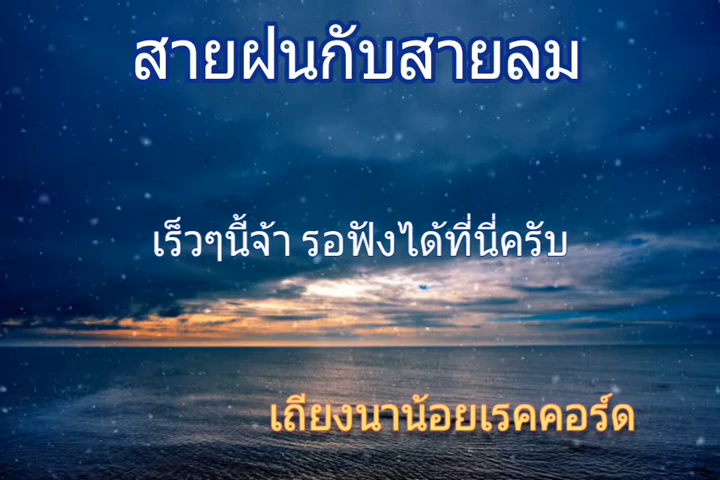 สายฝนกับสายลม
เร็วๆนี้จ้า รอฟังได้ที่นี่ครับ
เถียงนาน้อยเรคคอร์ด